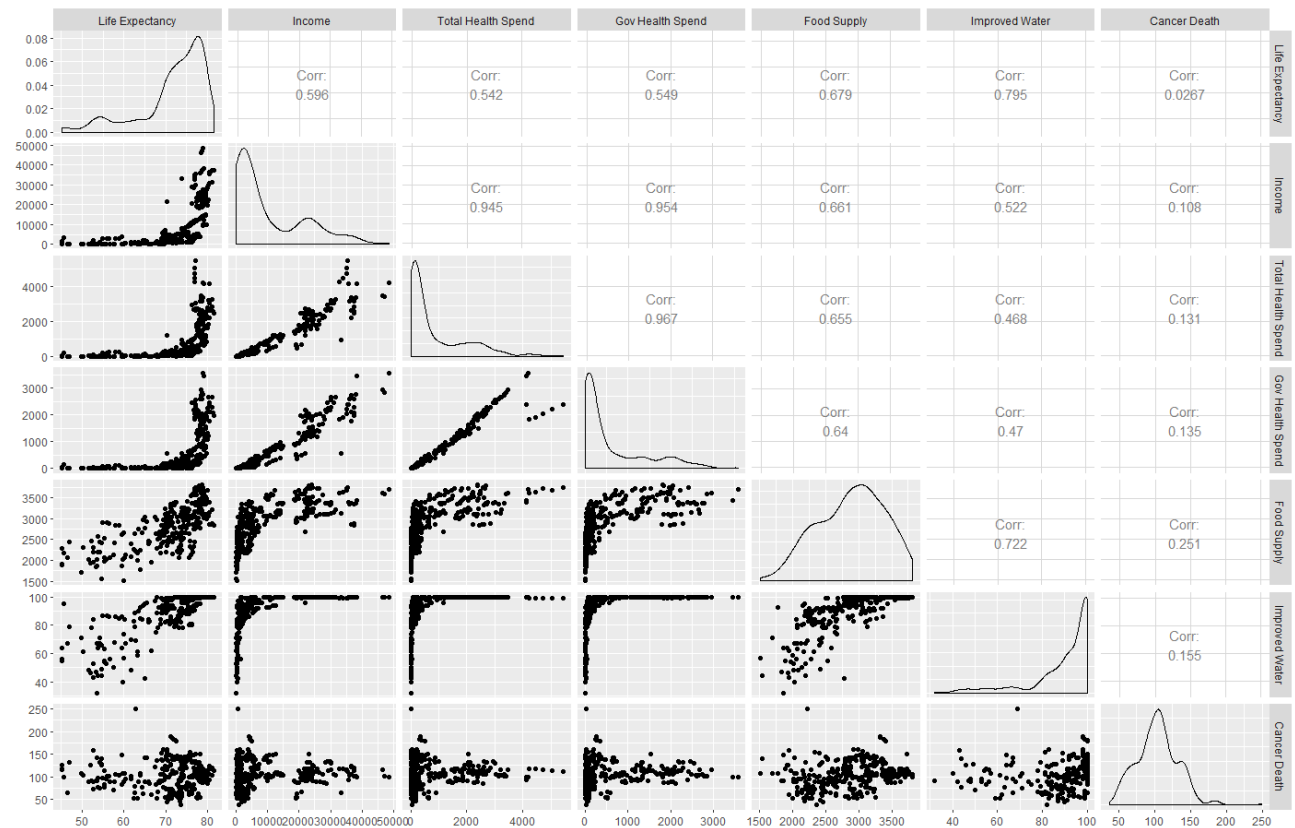 Life Expectancy Income Total Health Spend Gov Health Spend Food Supply Improved Water Cancer Death
0.08
0.06
0.04
0.02
0.00
Corr:
0.596
Corr:
0.542
Corr:
0.549
Corr:
0.679
Corr:
0.795
Corr:
0.0267
Life Expectancy
50000
40000
30000
20000
10000
0
Corr:
0.945
Corr:
0.954
Corr:
0.661
Corr:
0.522
Corr:
0.108
Income
4000
2000
0
Corr:
0.967
Corr:
0.655
Corr:
0.468
Corr:
0.131
Total Health Spend
3000
2000
1000
0
Corr:
0.64
Corr:
0.47
Corr:
0.135
Gov Health Spend
3500
3000
2500
2000
1500
Corr:
0.722
Corr:
0.251
Food Supply
100
80
60
40
Corr:
0.155
Improved Water
250
200
150
100
50
Cancer Death
50 60 70 80 0 10000 20000 30000 40000 50000 2000 4000 0 1000 2000 3000 1500 2000 2500 3000 3500 40 60 80 100 50 100 150 200 250